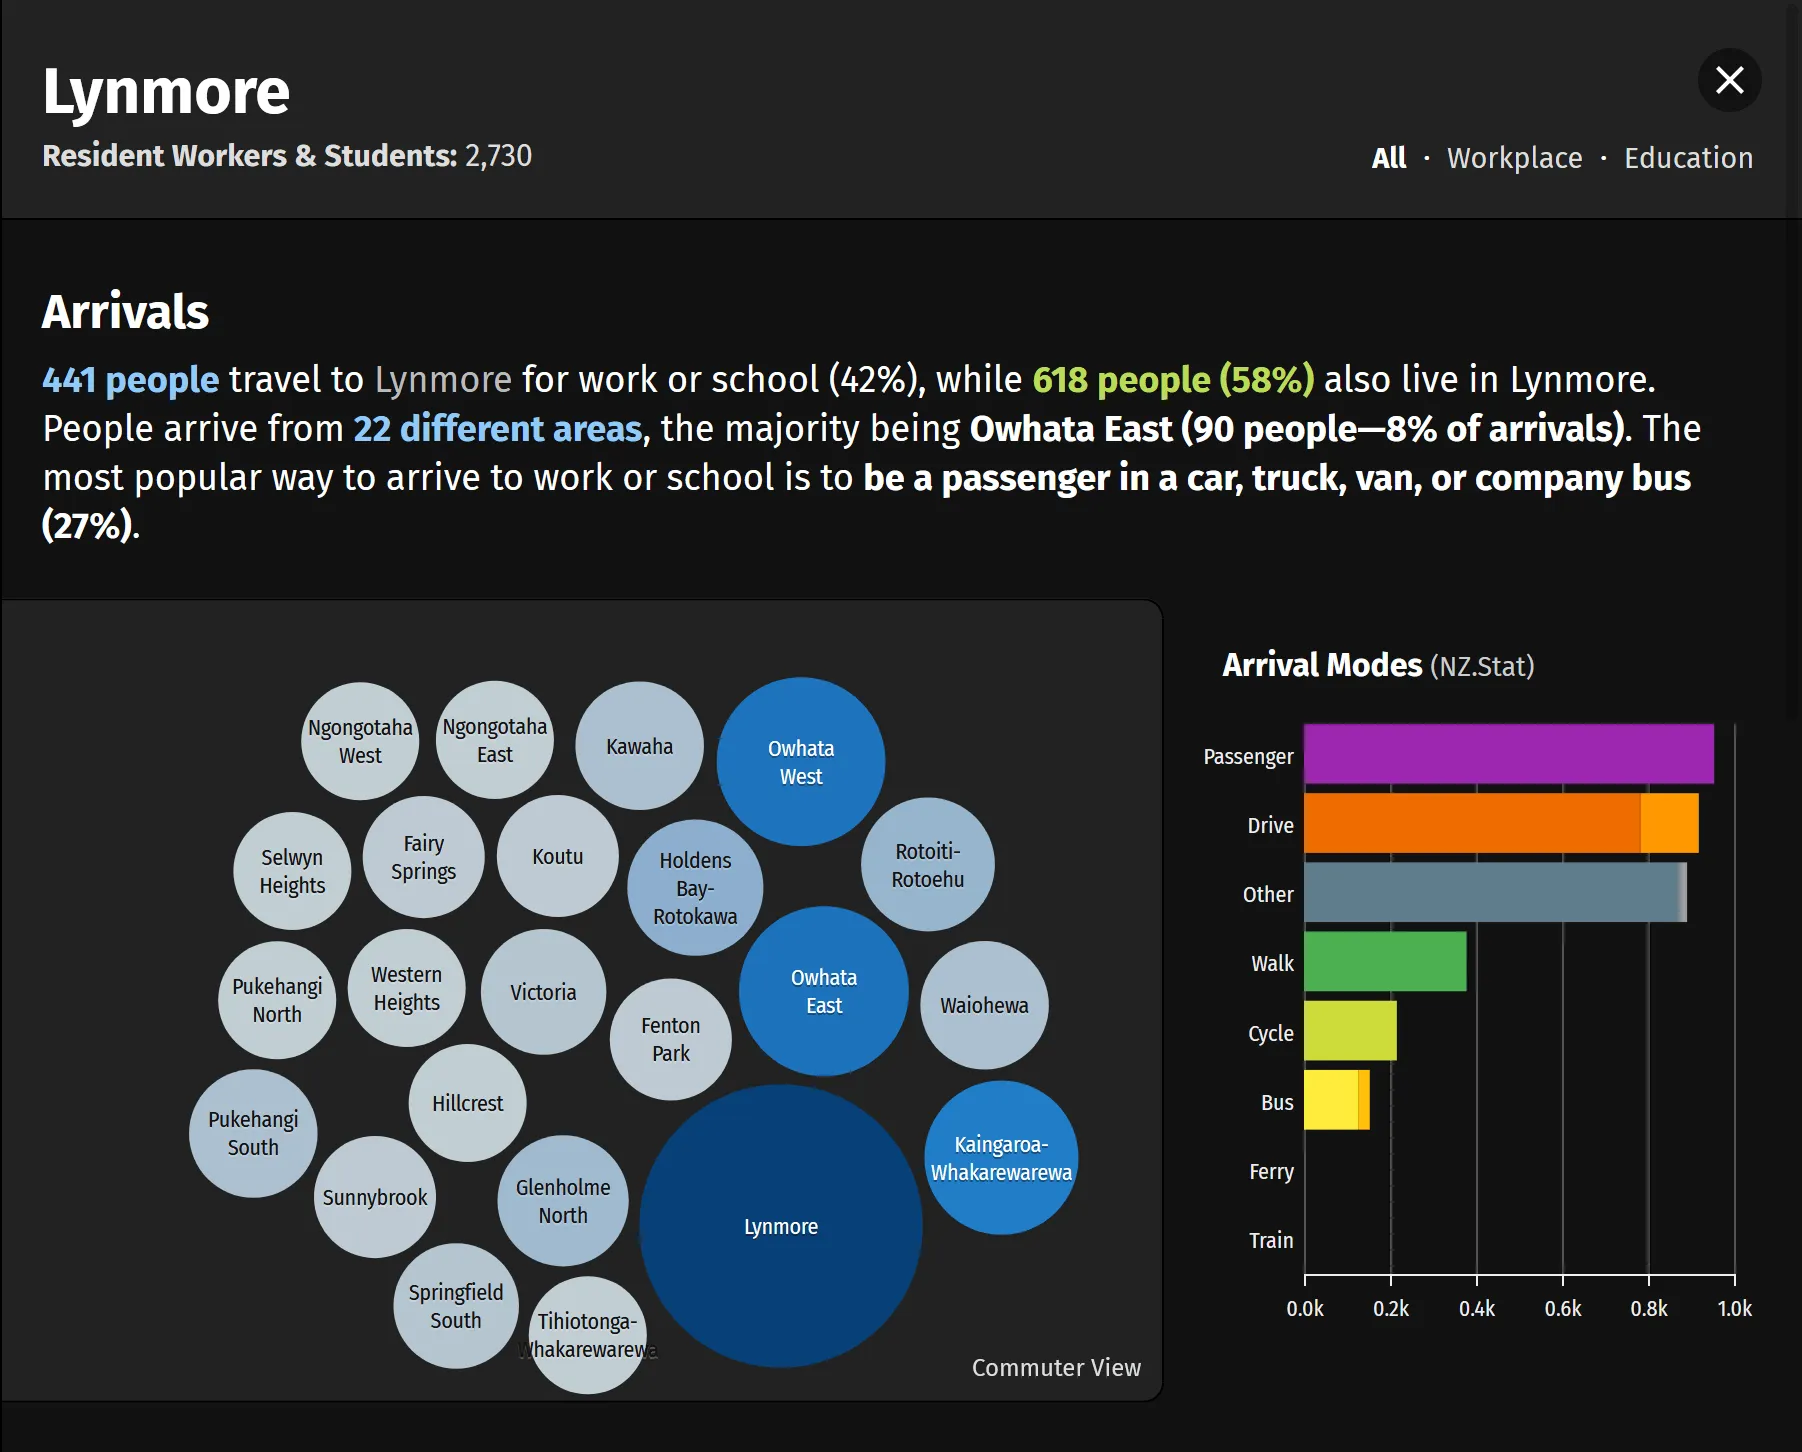 Lynmore
Resident Workers & Students: 2,730
All · Workplace · Education
Arrivals
441 people travel to Lynmore for work or school (42%), while 618 people (58%) also live in Lynmore.
People arrive from 22 different areas, the majority being Owhata East (90 people—8% of arrivals). The
most popular way to arrive to work or school is to be a passenger in a car, truck, van, or company bus
(27%).
Ngongotaha
West
Ngongotaha
East
Kawaha
Owhata
West
Selwyn
Heights
Fairy
Springs
Koutu
Holdens
Bay-
Rotokawa
Rotoiti-
Rotoehu
Pukehangi
North
Western
Heights
Victoria
Fenton
Park
Owhata
East
Waiohewa
Pukehangi
South
Hillcrest
Sunnybrook
Glenholme
North
Lynmore
Kaingaroa-
Whakarewarewa
Springfield
South
Tihiotonga-
Whakarewarewa
Commuter View
Arrival Modes (NZ.Stat)
Passenger
Drive
Other
Walk
Cycle
Bus
Ferry
Train
0.0k 0.2k 0.4k 0.6k 0.8k 1.0k